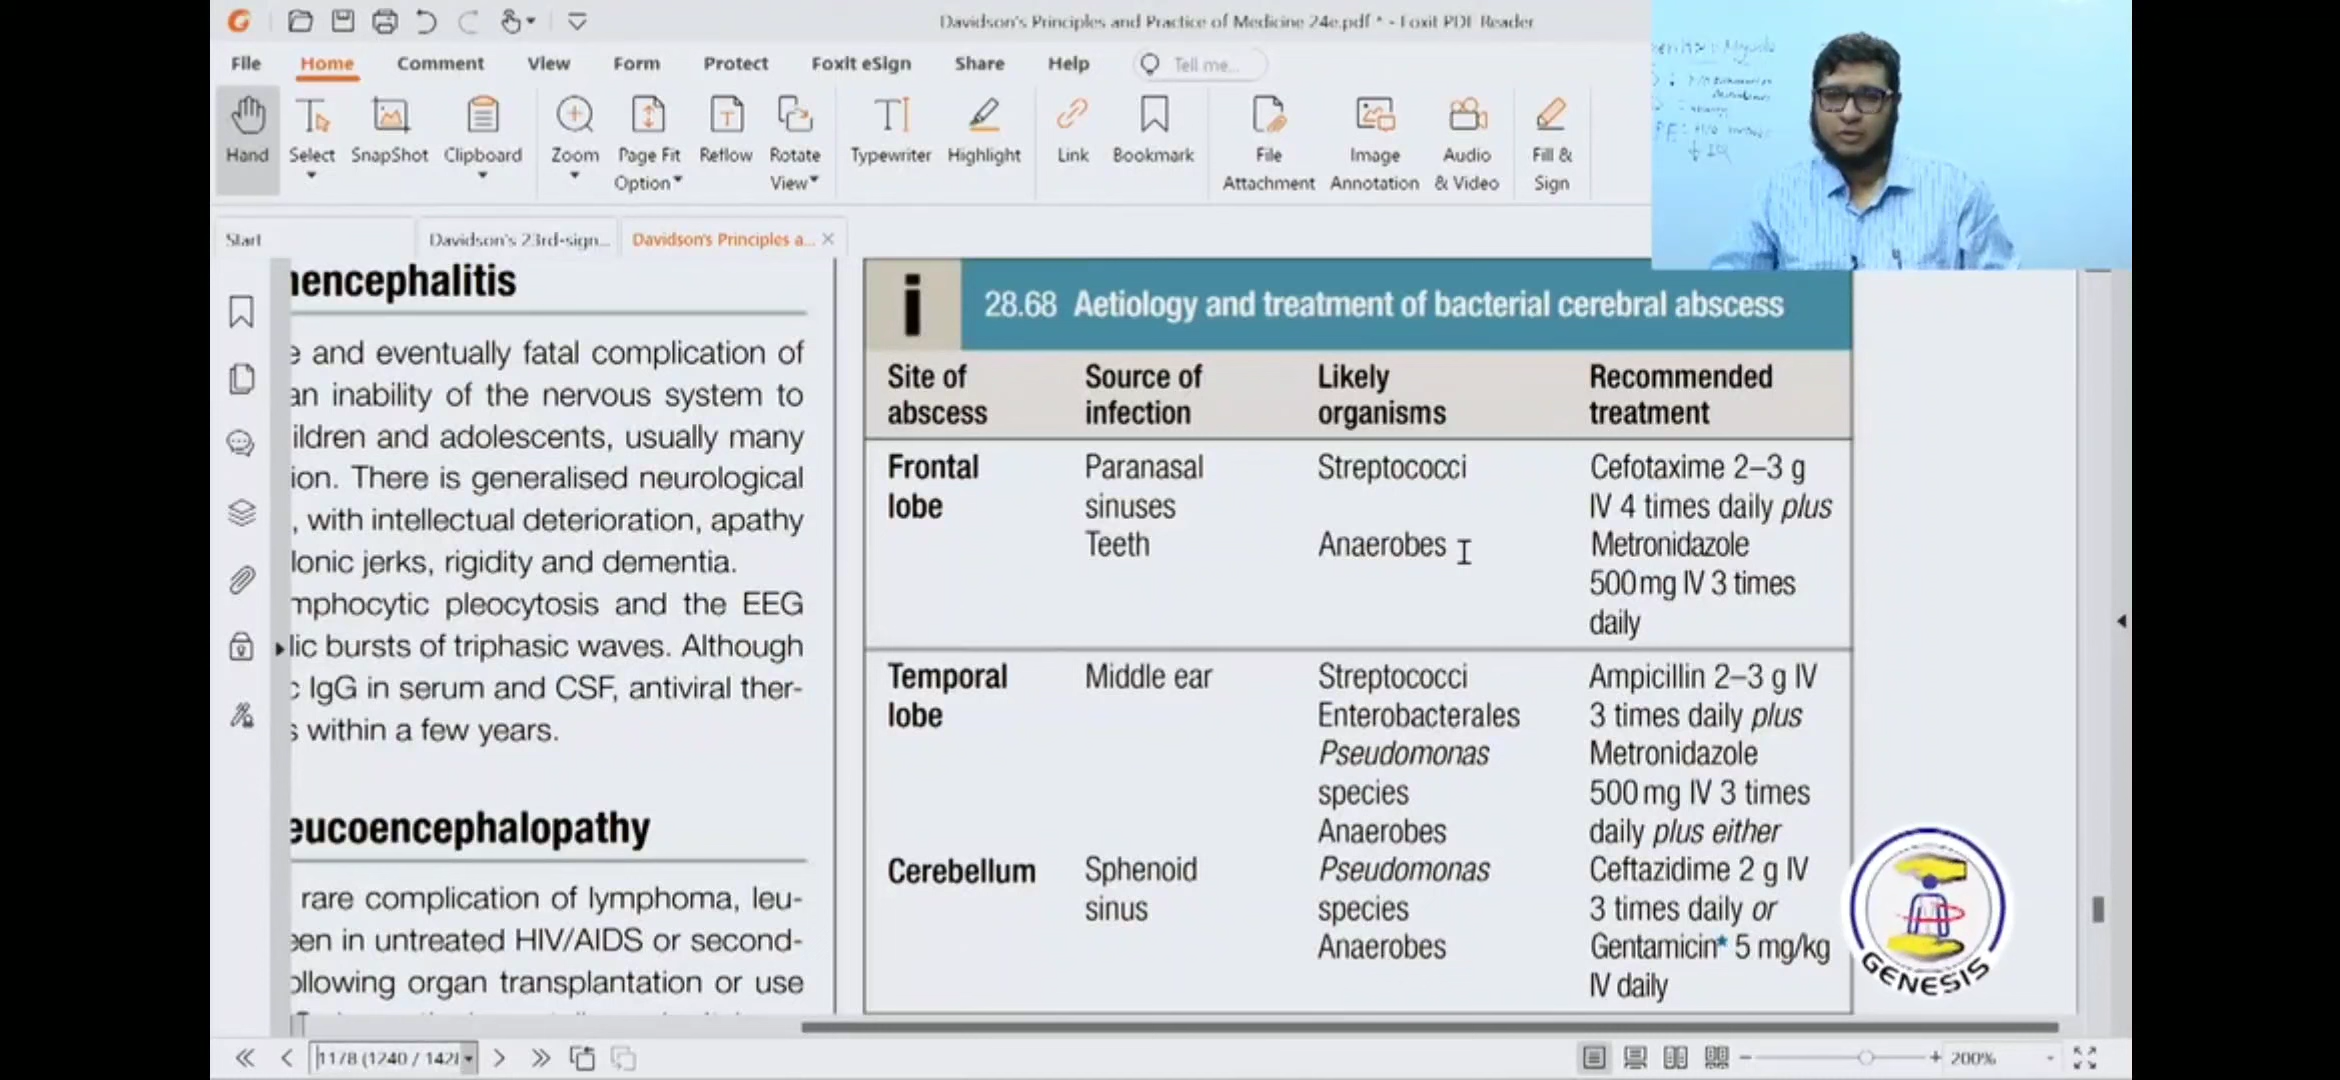 Davidson's Principles and Practice of Medicine 24e.pdf * - Foxit PDF Reader
File Home Comment View Form Protect Foxit eSign Share Help Tell me...
Hand Select SnapShot Clipboard Zoom Page Fit Option Reflow Rotate View Typewriter Highlight Link Bookmark File Attachment Image Annotation Audio & Video Fill & Sign
Start Davidson's 23rd-sign... Davidson's Principles a...
nencephalitis
e and eventually fatal complication of
an inability of the nervous system to
ildren and adolescents, usually many
ion. There is generalised neurological
, with intellectual deterioration, apathy
lonic jerks, rigidity and dementia.
mphocytic pleocytosis and the EEG
lic bursts of triphasic waves. Although
c IgG in serum and CSF, antiviral ther-
s within a few years.
eucoencephalopathy
rare complication of lymphoma, leu-
een in untreated HIV/AIDS or second-
ollowing organ transplantation or use
i 28.68 Aetiology and treatment of bacterial cerebral abscess
Site of abscess Source of infection Likely organisms Recommended treatment
Frontal Paranasal Streptococci Cefotaxime 2–3 g
lobe sinuses IV 4 times daily plus
Teeth Anaerobes Metronidazole
500 mg IV 3 times
daily
Temporal Middle ear Streptococci Ampicillin 2–3 g IV
lobe Enterobacterales 3 times daily plus
Pseudomonas Metronidazole
species 500 mg IV 3 times
Anaerobes daily plus either
Cerebellum Sphenoid Pseudomonas Ceftazidime 2 g IV
sinus species 3 times daily or
Anaerobes Gentamicin* 5 mg/kg
IV daily
GENESIS
1178 (1240 / 142
200%